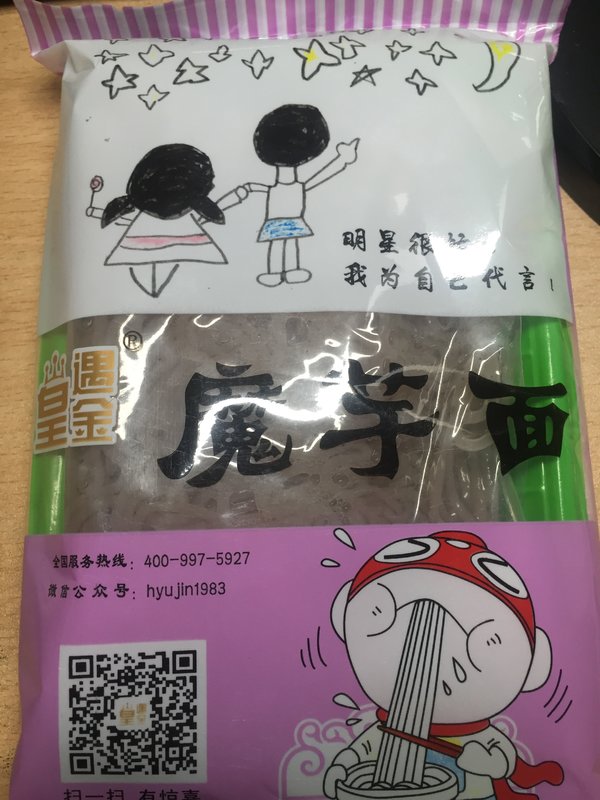 明星很好
我为自己代言!
皇遇金®
魔芋面
全国服务热线:400-997-5927
微信公众号:hyujin1983
扫一扫 有惊喜